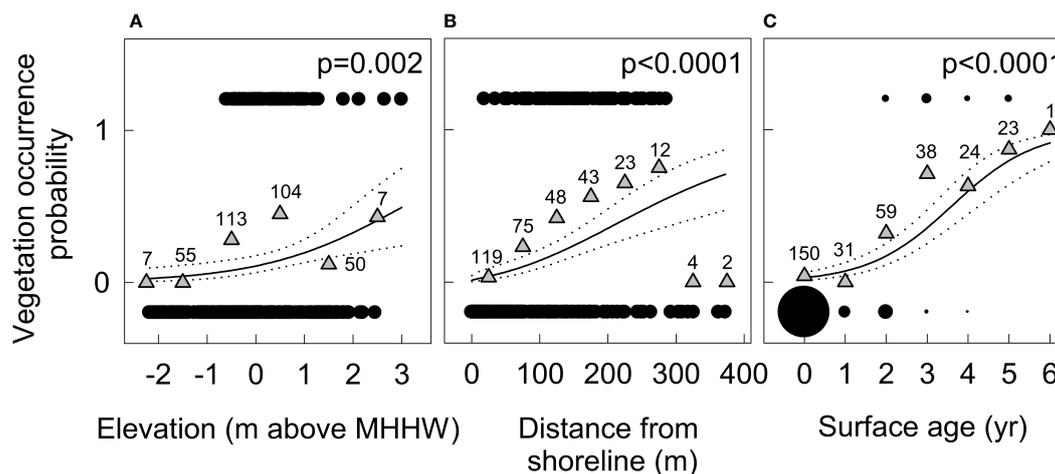 A
B
C
Vegetation occurrence
probability
p=0.002
p<0.0001
p<0.0001
1
0
7
55
113
104
50
7
119
75
48
43
23
12
4
2
150
31
59
38
24
23
1
-2 -1 0 1 2 3
0 100 200 300 400
0 1 2 3 4 5 6
Elevation (m above MHHW)
Distance from
shoreline (m)
Surface age (yr)